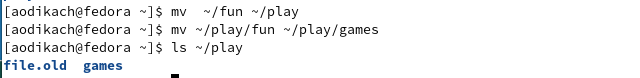 [aodikach@fedora ~]$ mv  ~/fun ~/play
[aodikach@fedora ~]$ mv ~/play/fun ~/play/games
[aodikach@fedora ~]$ ls ~/play
file.old  games